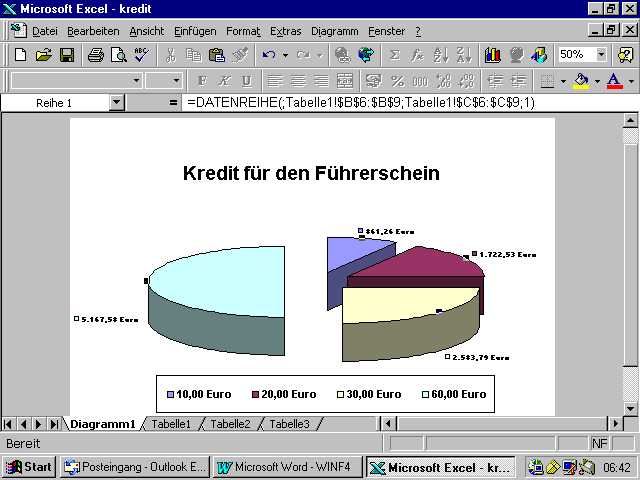 Microsoft Excel - kredit
Datei Bearbeiten Ansicht Einfügen Format Extras Diagramm Fenster ?
50%
F K U
% 000
Reihe 1 = =DATENREIHE(;Tabelle1!$B$6:$B$9;Tabelle1!$C$6:$C$9;1)
Kredit für den Führerschein
861,26 Euro
1.722,53 Euro
5.167,58 Euro
2.583,79 Euro
10,00 Euro 20,00 Euro 30,00 Euro 60,00 Euro
Diagramm1 Tabelle1 Tabelle2 Tabelle3
Bereit NF
Start Posteingang - Outlook E... Microsoft Word - WINF4 Microsoft Excel - kr... 06:42